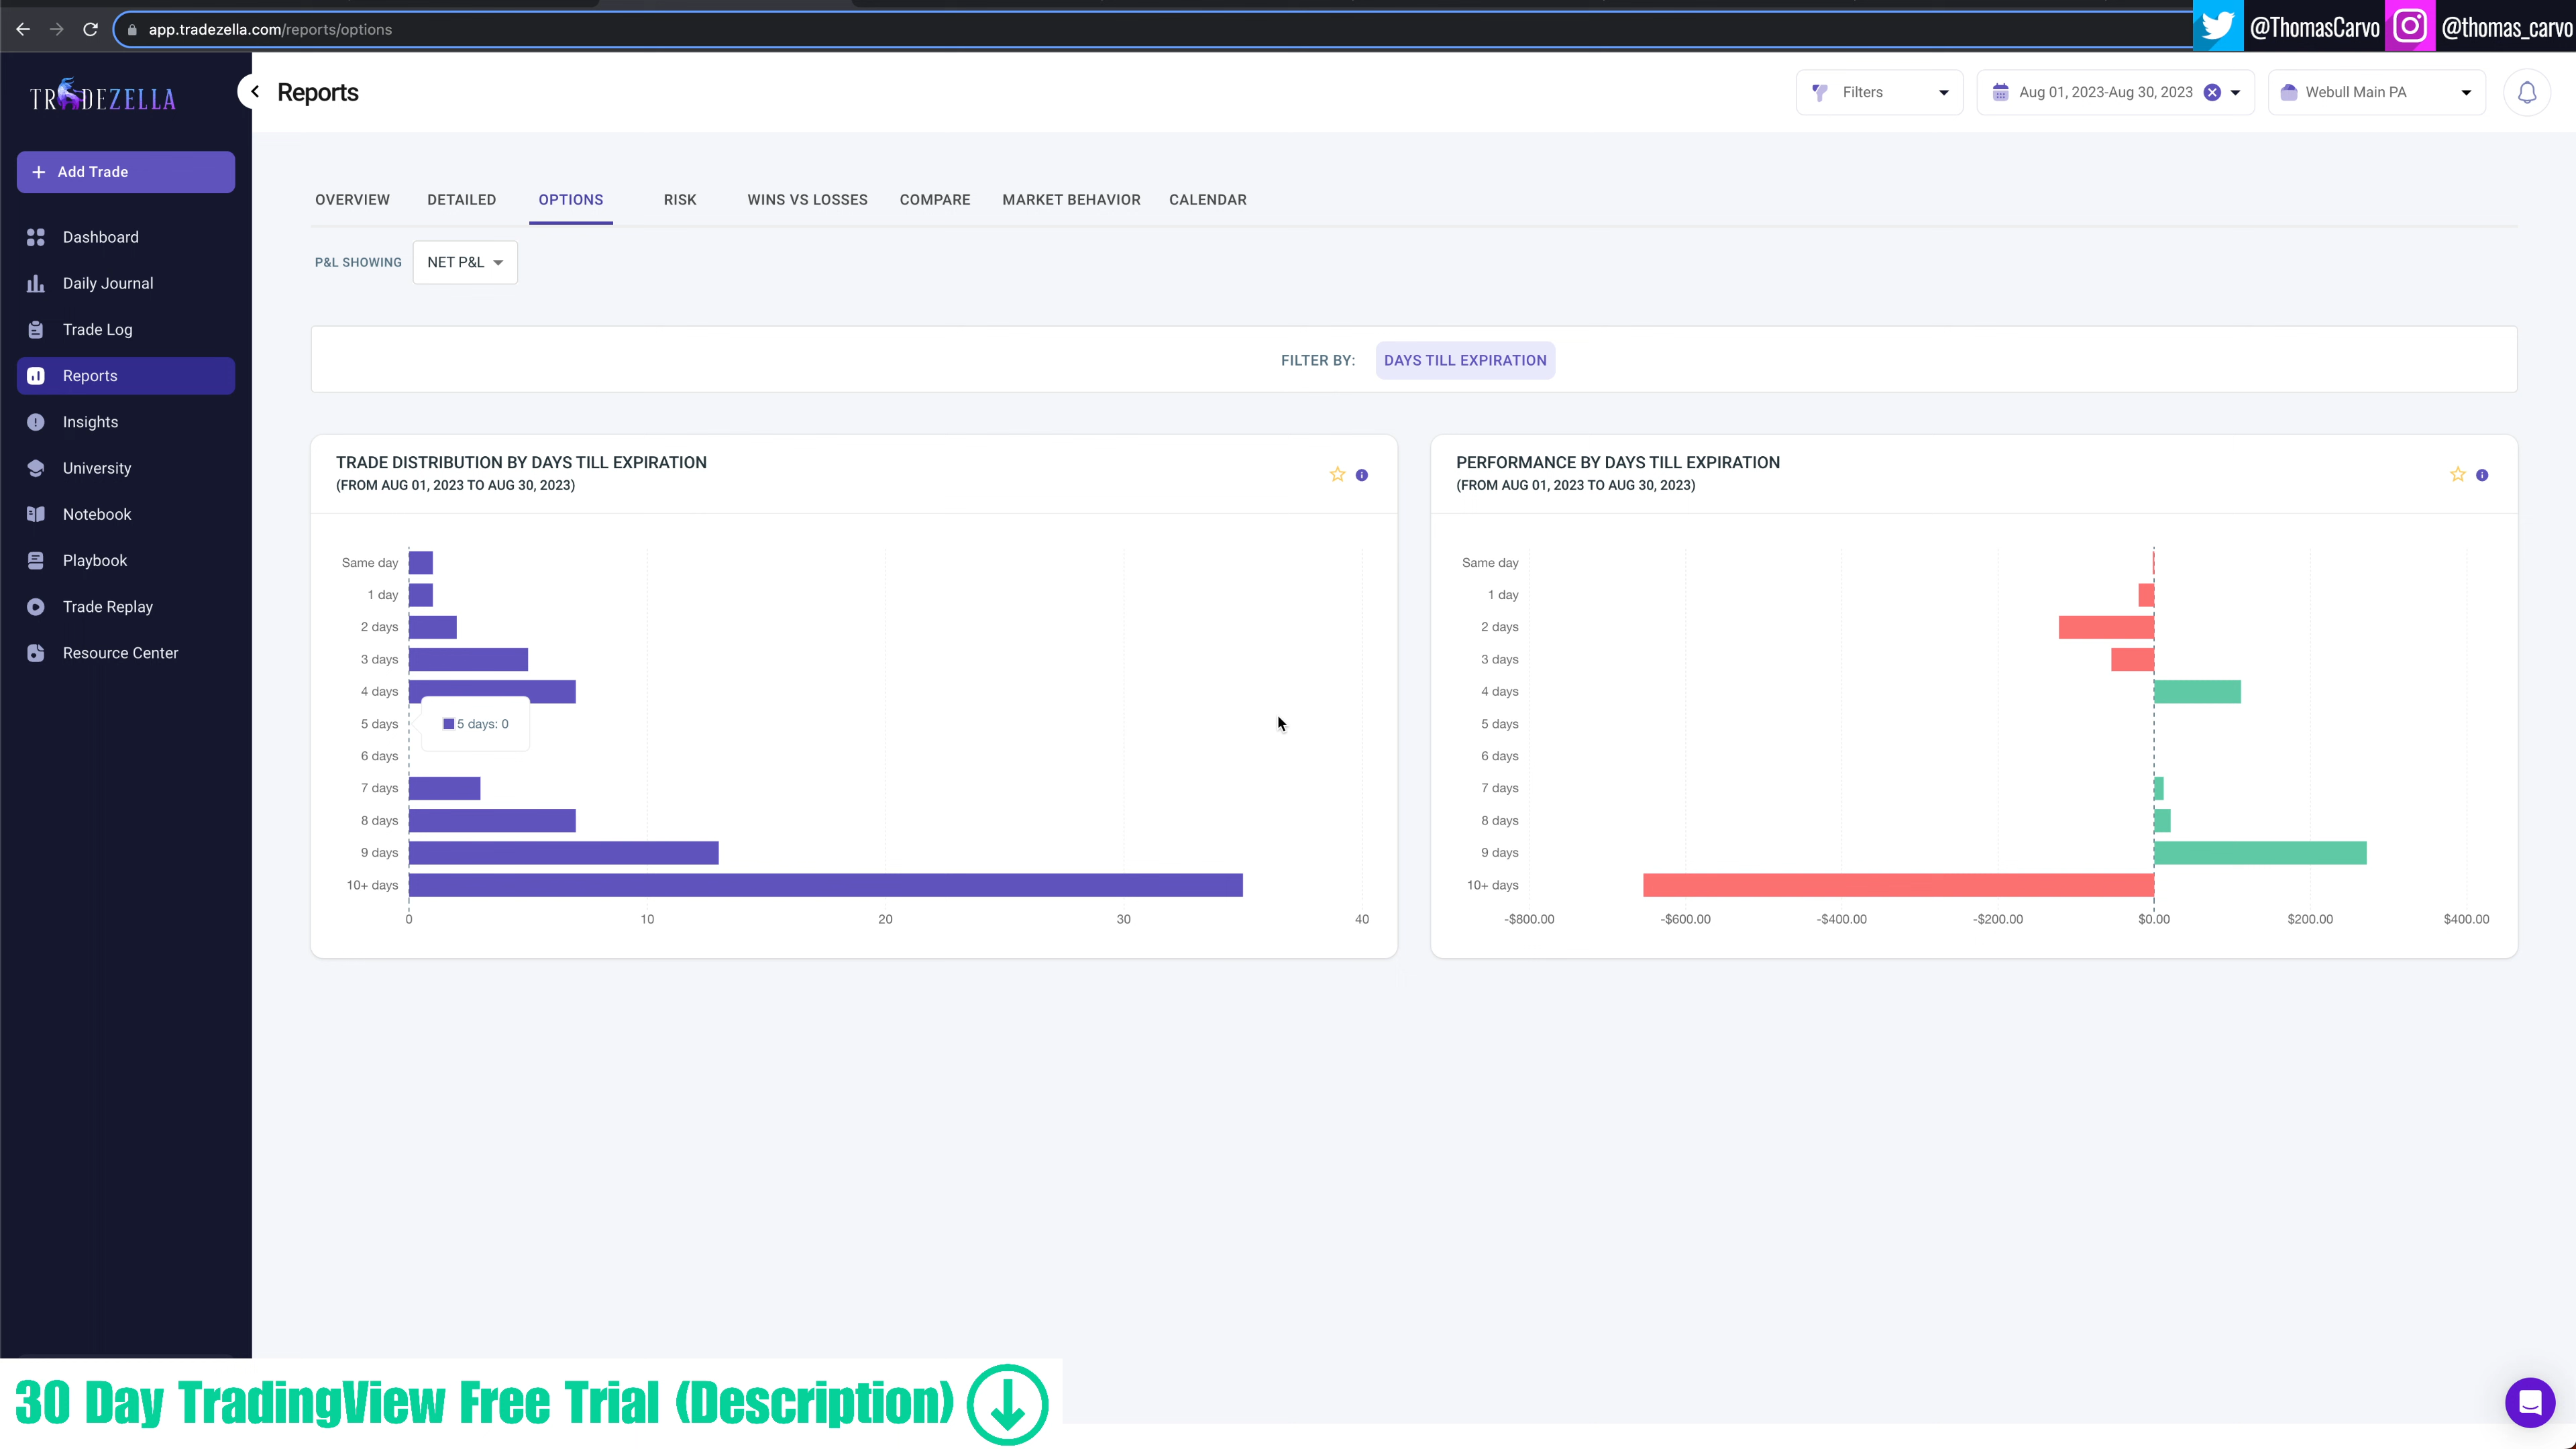 app.tradezella.com/reports/options
@ThomasCarvo
@thomas_carvo
TRADEZELLA
Reports
Filters
Aug 01, 2023-Aug 30, 2023
Webull Main PA
Add Trade
Dashboard
Daily Journal
Trade Log
Reports
Insights
University
Notebook
Playbook
Trade Replay
Resource Center
OVERVIEW DETAILED OPTIONS RISK WINS VS LOSSES COMPARE MARKET BEHAVIOR CALENDAR
P&L SHOWING NET P&L
FILTER BY: DAYS TILL EXPIRATION
TRADE DISTRIBUTION BY DAYS TILL EXPIRATION
(FROM AUG 01, 2023 TO AUG 30, 2023)
Same day
1 day
2 days
3 days
4 days
5 days
5 days: 0
6 days
7 days
8 days
9 days
10+ days
0 10 20 30 40
PERFORMANCE BY DAYS TILL EXPIRATION
(FROM AUG 01, 2023 TO AUG 30, 2023)
Same day
1 day
2 days
3 days
4 days
5 days
6 days
7 days
8 days
9 days
10+ days
-$800.00 -$600.00 -$400.00 -$200.00 $0.00 $200.00 $400.00
30 Day TradingView Free Trial (Description)